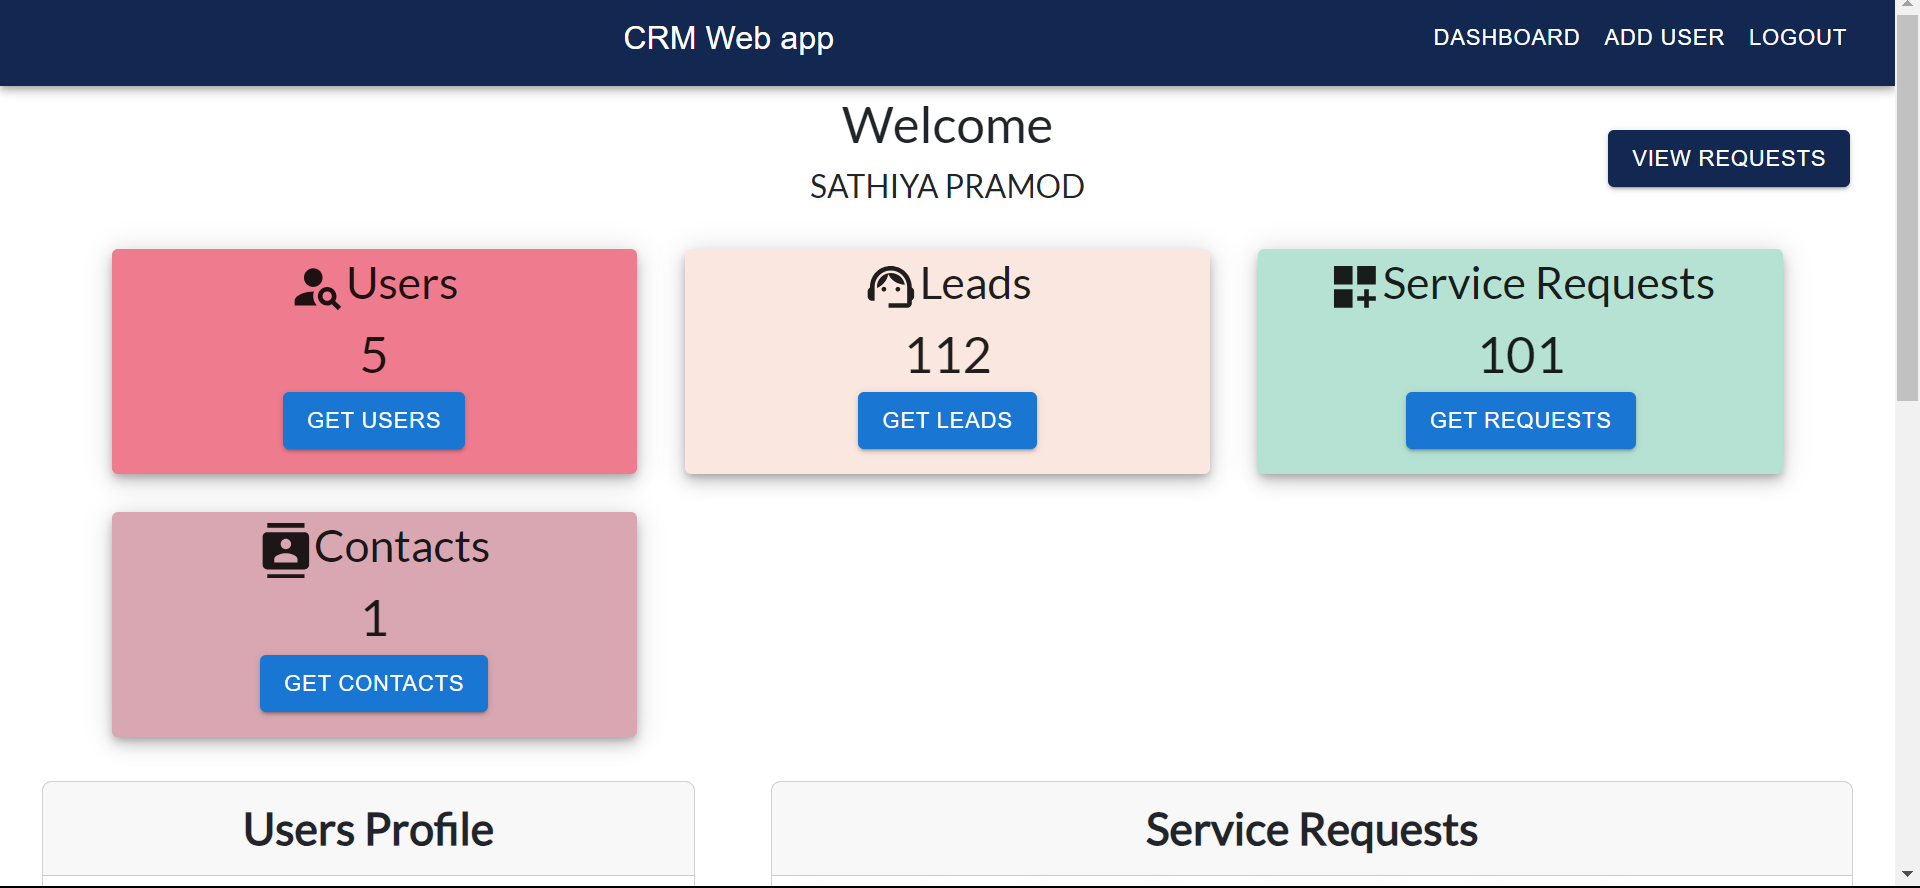 CRM Web app
DASHBOARD ADD USER LOGOUT
Welcome
SATHIYA PRAMOD
VIEW REQUESTS
Users
5
GET USERS
Leads
112
GET LEADS
Service Requests
101
GET REQUESTS
Contacts
1
GET CONTACTS
Users Profile
Service Requests